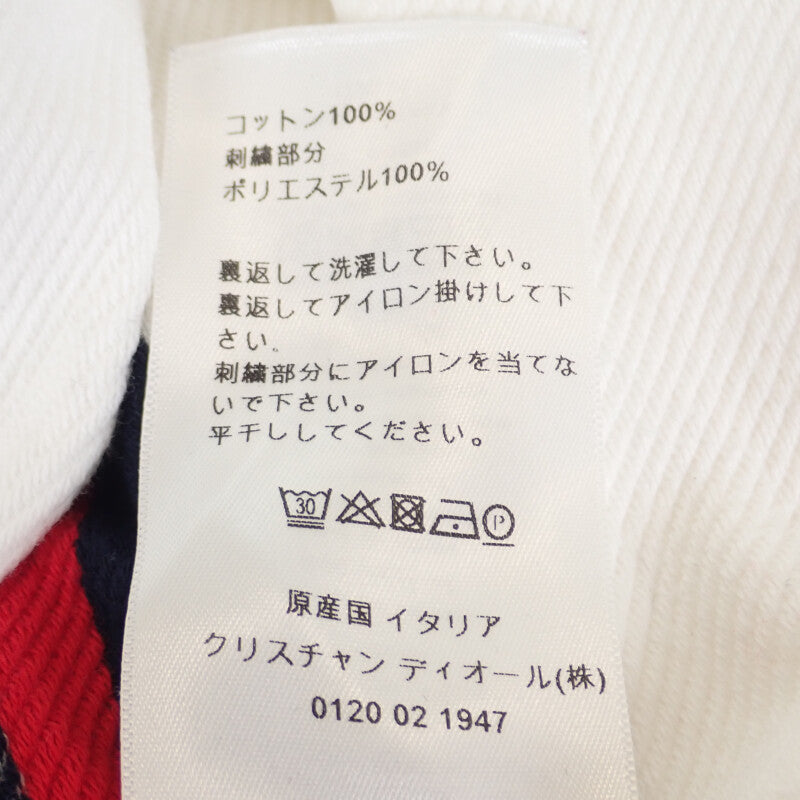 コットン100%
刺繍部分
ポリエステル100%
裏返して洗濯して下さい。
裏返してアイロン掛けして下
さい。
刺繍部分にアイロンを当てな
いで下さい。
平干ししてください。
30 P
原産国 イタリア
クリスチャン ディオール(株)
0120 02 1947